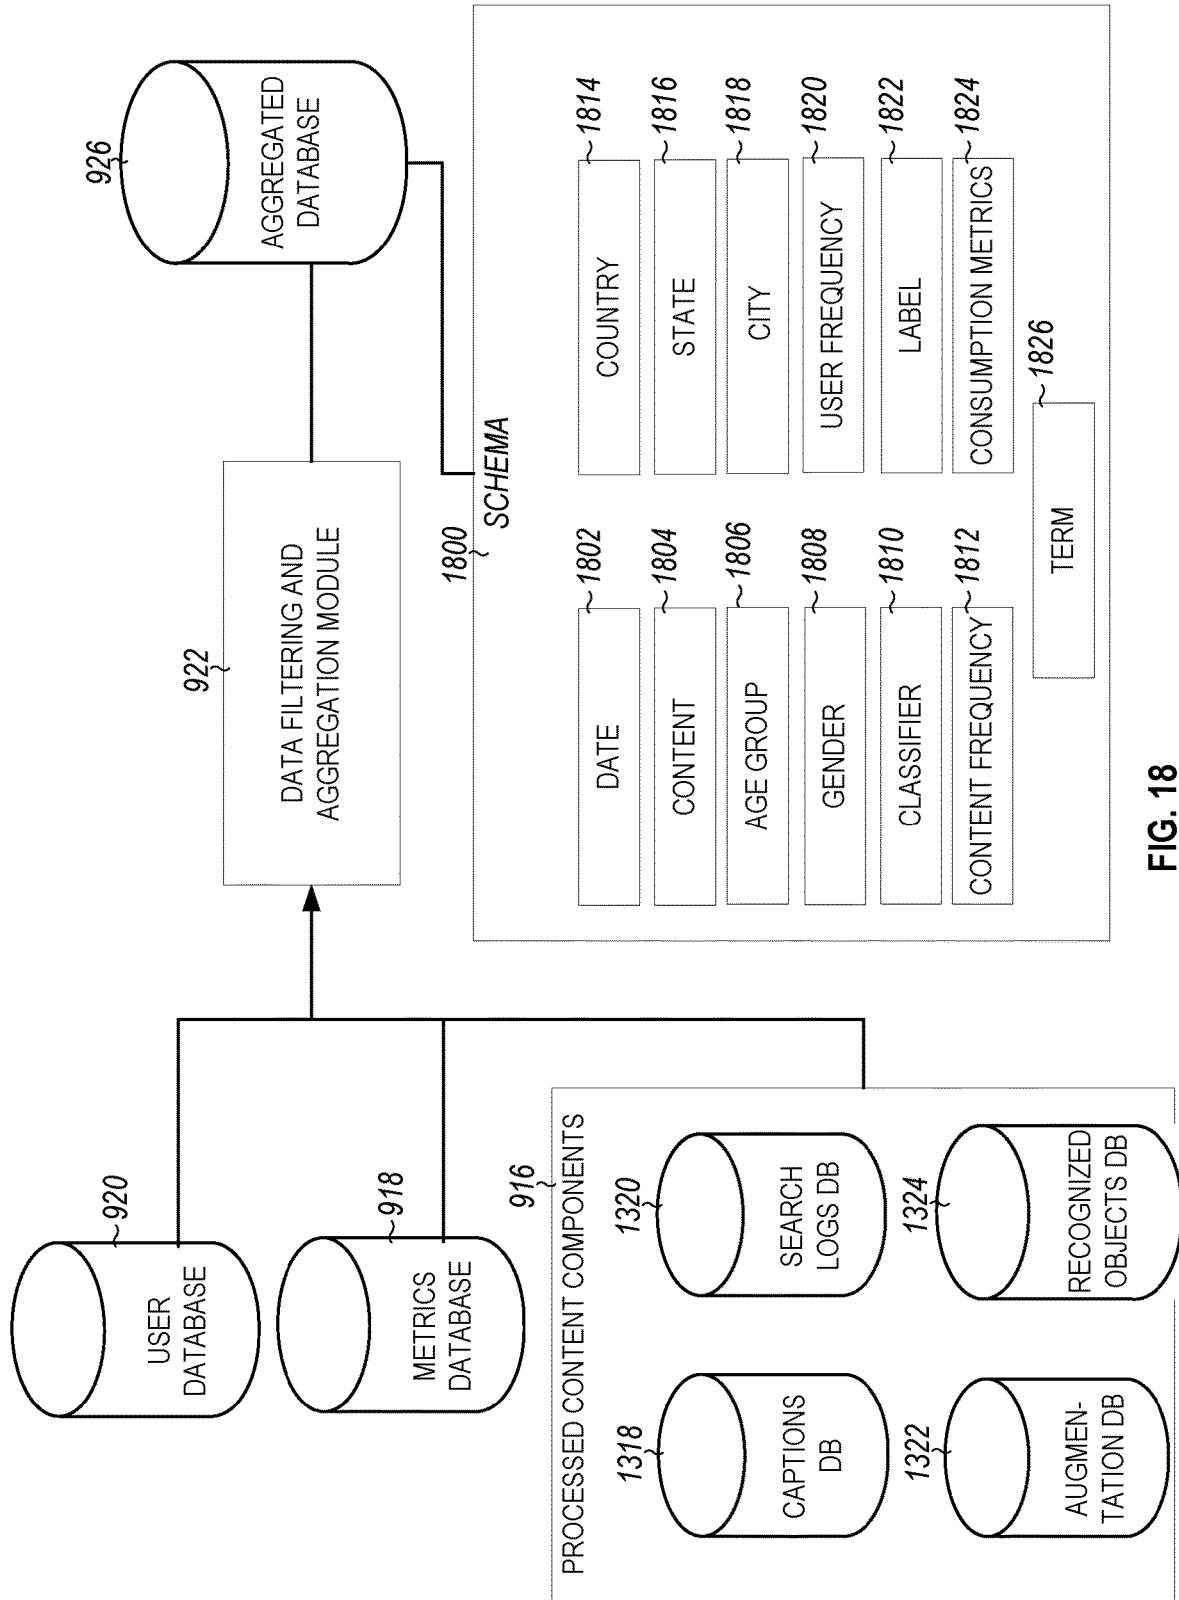 920
USER
DATABASE
918
METRICS
DATABASE
916
PROCESSED CONTENT COMPONENTS
1318
CAPTIONS
DB
1320
SEARCH
LOGS DB
1322
AUGMEN-
TATION DB
1324
RECOGNIZED
OBJECTS DB
922
DATA FILTERING AND
AGGREGATION MODULE
926
AGGREGATED
DATABASE
1800
SCHEMA
DATE
1802
COUNTRY
1814
CONTENT
1804
STATE
1816
AGE GROUP
1806
CITY
1818
GENDER
1808
USER FREQUENCY
1820
CLASSIFIER
1810
LABEL
1822
CONTENT FREQUENCY
1812
CONSUMPTION METRICS
1824
TERM
1826
FIG. 18